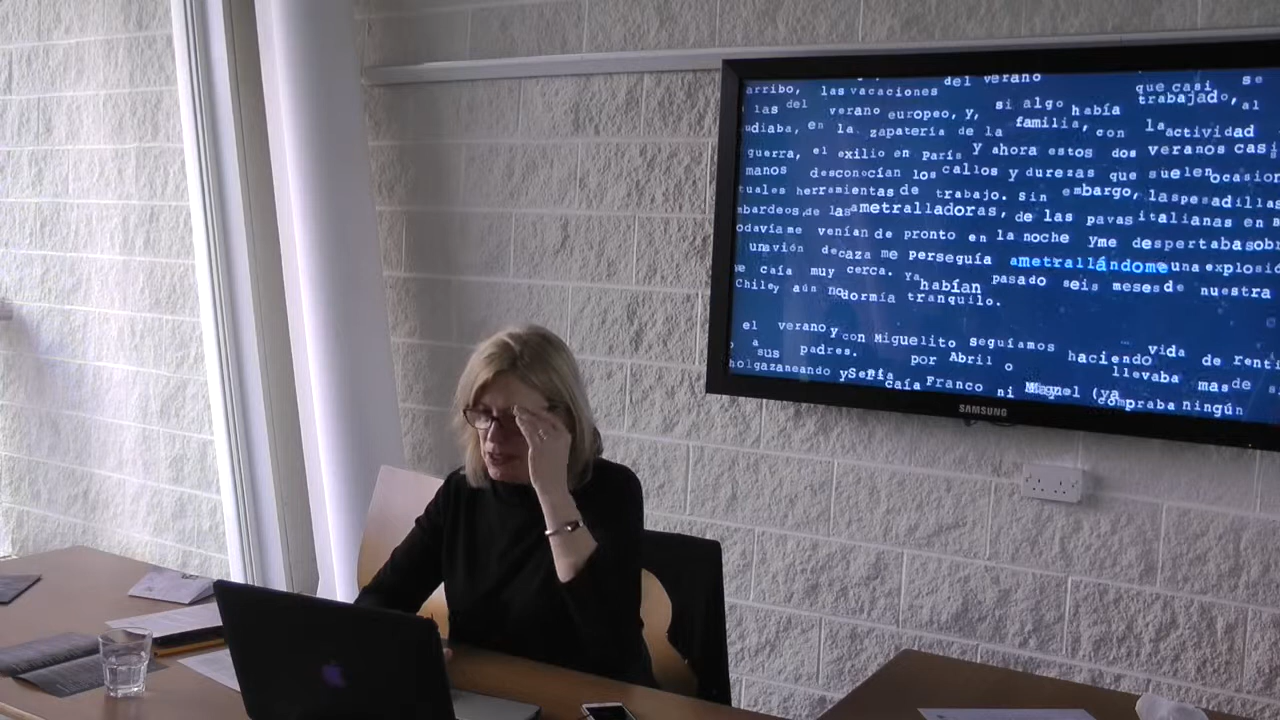 del verano que casi se
arribo, las vacaciones
las del verano europeo, y, si algo había trabajado, al
udiaba, en la zapatería de la familia, con la actividad
guerra, el exilio en París y ahora estos dos veranos casi
manos desconocían los callos y durezas que suelen ocasion
tuales herramientas de trabajo. Sin embargo, las pesadillas
mbardeos, de las ametralladoras, de las pavas italianas en
odavía me venían de pronto en la noche y me despertaba sob
un avión de caza me perseguía ametrallándome una explosió
caía muy cerca. Ya habían pasado seis meses de nuestra
Chile y aún no dormía tranquilo.
el verano y con Miguelito seguíamos haciendo vida de renti
a sus padres. por Abril o llevaba mas de
holgazaneando y Sería caía Franco ni Manuel (ya compraba ningún
SAMSUNG